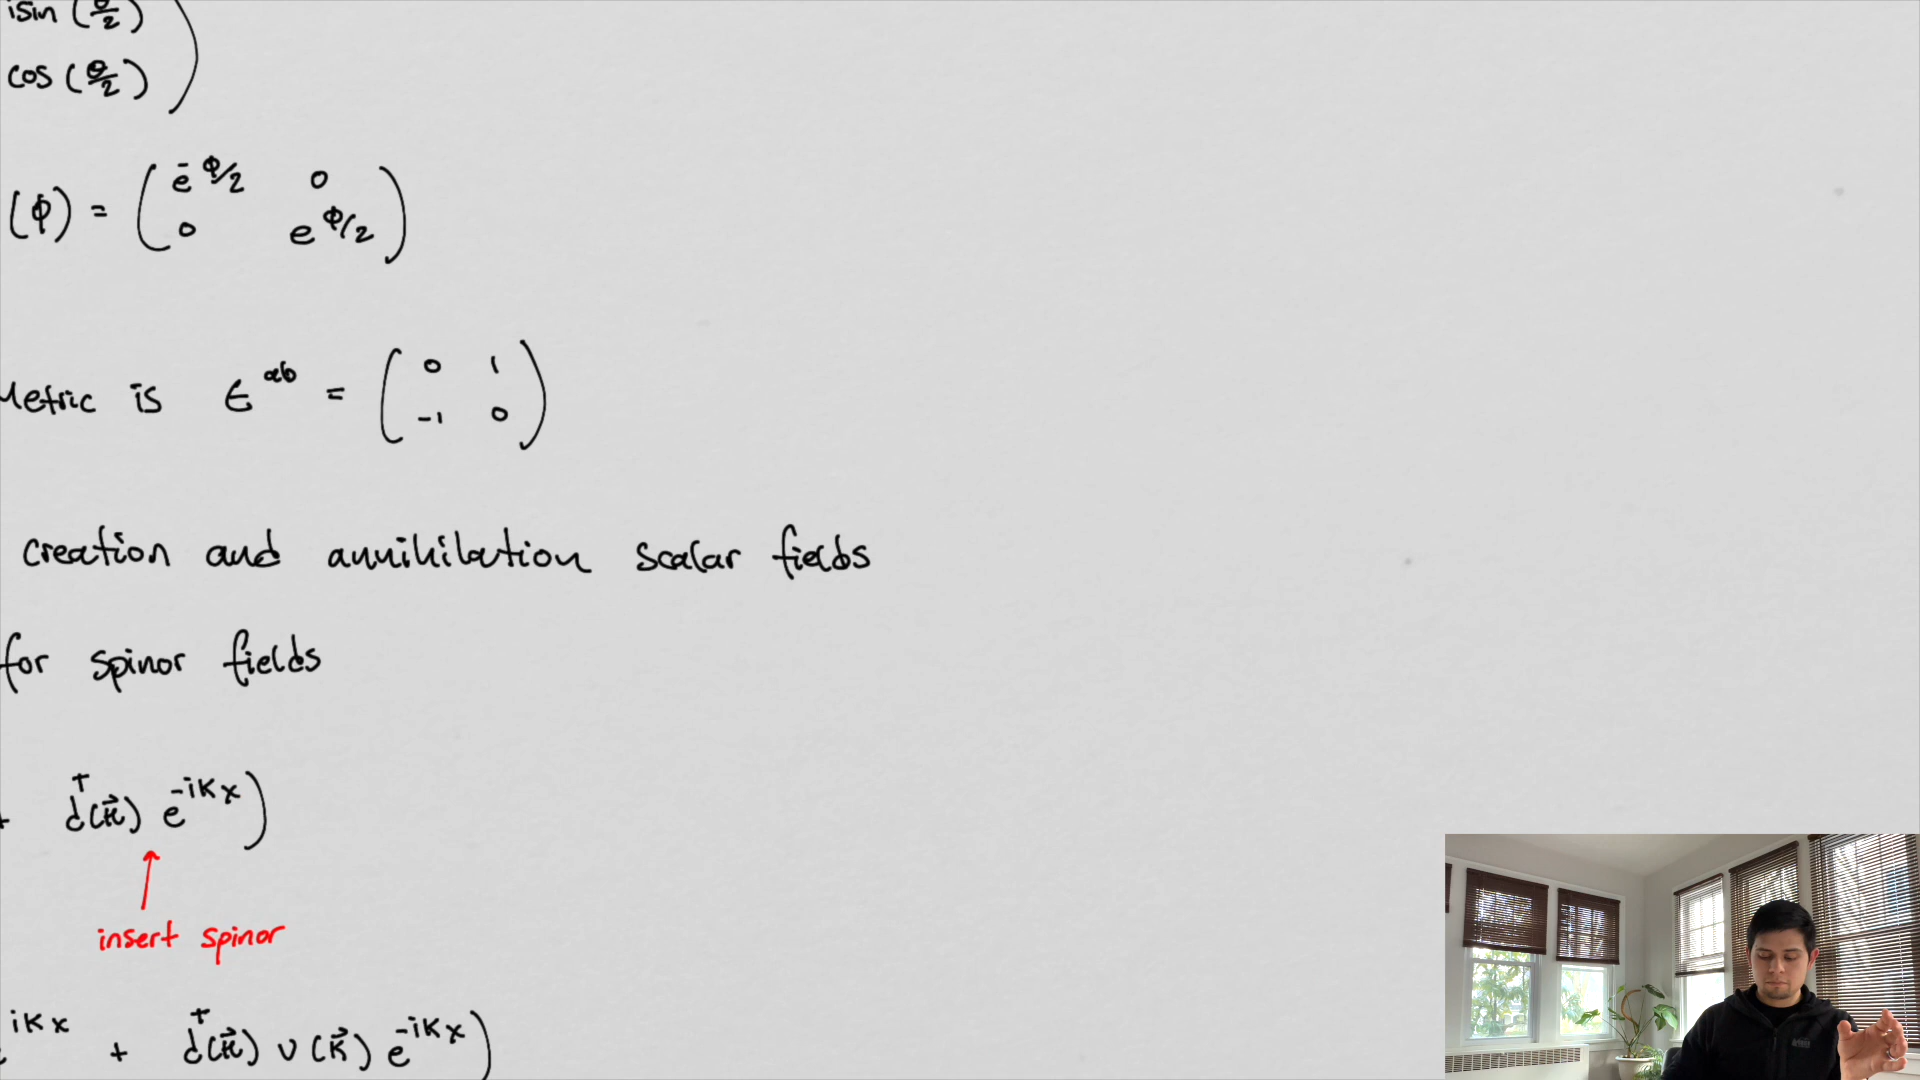 isin (θ/2)
cos (θ/2) )
(ϕ) = ( e^-ϕ/2 0
0 e^ϕ/2 )
Metric is ϵ^ab = ( 0 1
-1 0 )
creation and annihilation scalar fields
for spinor fields
+ d†(k⃗) e^-ikx )
insert spinor
e^ikx + d†(k⃗) v(k⃗) e^-ikx )